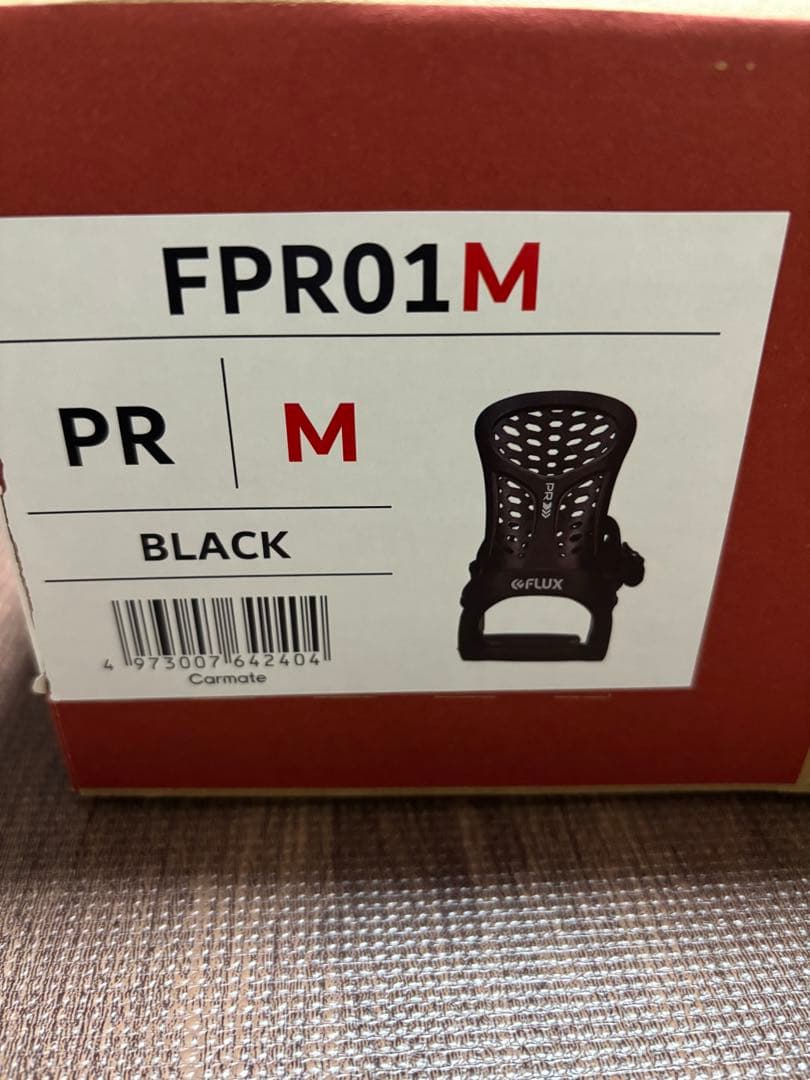 FPR01M
PR M
BLACK
PR
FLUX
4 973007 642404
Carmate